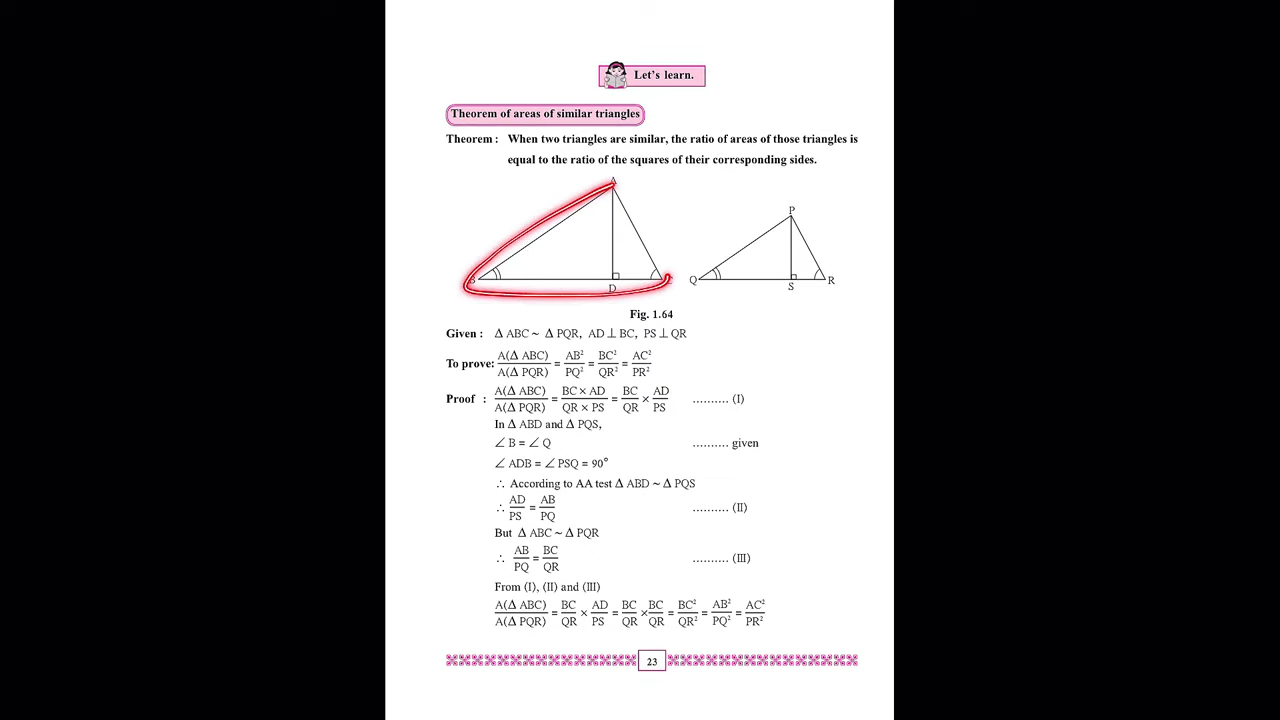 Let's learn.
Theorem of areas of similar triangles
Theorem : When two triangles are similar, the ratio of areas of those triangles is
equal to the ratio of the squares of their corresponding sides.
A
P
B
D
C
Q
S
R
Fig. 1.64
Given : Δ ABC ~ Δ PQR, AD ⊥ BC, PS ⊥ QR
To prove: A(Δ ABC)/A(Δ PQR) = AB²/PQ² = BC²/QR² = AC²/PR²
Proof : A(Δ ABC)/A(Δ PQR) = BC × AD/QR × PS = BC/QR × AD/PS .......... (I)
In Δ ABD and Δ PQS,
∠ B = ∠ Q .......... given
∠ ADB = ∠ PSQ = 90°
∴ According to AA test Δ ABD ~ Δ PQS
∴ AD/PS = AB/PQ .......... (II)
But Δ ABC ~ Δ PQR
∴ AB/PQ = BC/QR .......... (III)
From (I), (II) and (III)
A(Δ ABC)/A(Δ PQR) = BC/QR × AD/PS = BC/QR × BC/QR = BC²/QR² = AB²/PQ² = AC²/PR²
23